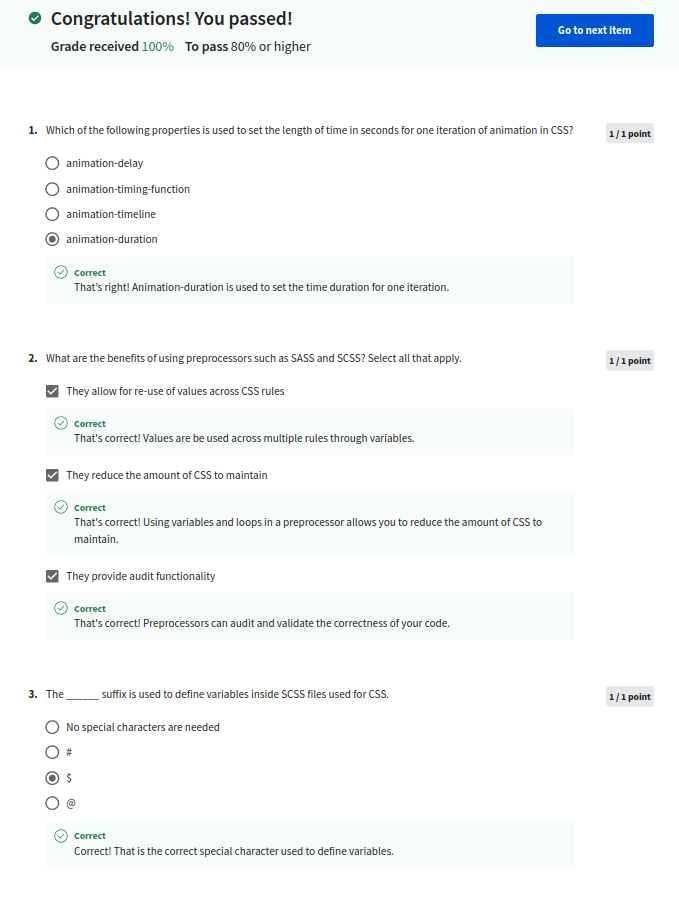 Congratulations! You passed!
Grade received 100% To pass 80% or higher
Go to next item
1. Which of the following properties is used to set the length of time in seconds for one iteration of animation in CSS?
1 / 1 point
animation-delay
animation-timing-function
animation-timeline
animation-duration
Correct
That's right! Animation-duration is used to set the time duration for one iteration.
2. What are the benefits of using preprocessors such as SASS and SCSS? Select all that apply.
1 / 1 point
They allow for re-use of values across CSS rules
Correct
That's correct! Values are be used across multiple rules through variables.
They reduce the amount of CSS to maintain
Correct
That's correct! Using variables and loops in a preprocessor allows you to reduce the amount of CSS to
maintain.
They provide audit functionality
Correct
That's correct! Preprocessors can audit and validate the correctness of your code.
3. The ______ suffix is used to define variables inside SCSS files used for CSS.
1 / 1 point
No special characters are needed
#
$
@
Correct
Correct! That is the correct special character used to define variables.